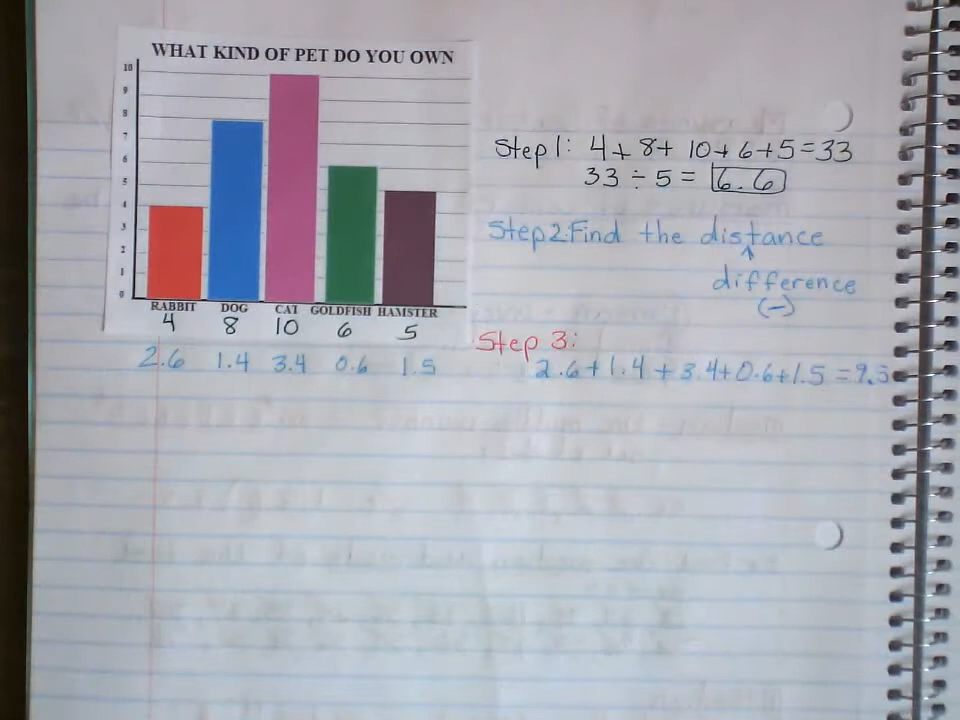 WHAT KIND OF PET DO YOU OWN
10
9
8
7
6
5
4
3
2
1
0
RABBIT DOG CAT GOLDFISH HAMSTER
4 8 10 6 5
2.6 1.4 3.4 0.6 1.5
Step 1: 4+8+10+6+5=33
33÷5=6.6
Step 2:Find the distance
difference
(-)
Step 3:
2.6+1.4+3.4+0.6+1.5=9.5